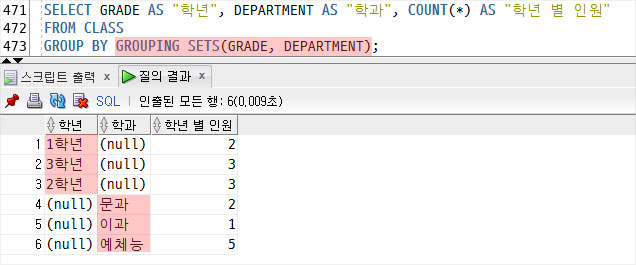 471 SELECT GRADE AS "학년", DEPARTMENT AS "학과", COUNT(*) AS "학년 별 인원"
472 FROM CLASS
473 GROUP BY GROUPING SETS(GRADE, DEPARTMENT);
스크립트 출력 × 질의 결과 ×
SQL | 인출된 모든 행: 6(0,009초)
학년 학과 학년 별 인원
1 1학년 (null) 2
2 3학년 (null) 3
3 2학년 (null) 3
4 (null) 문과 2
5 (null) 이과 1
6 (null) 예체능 5